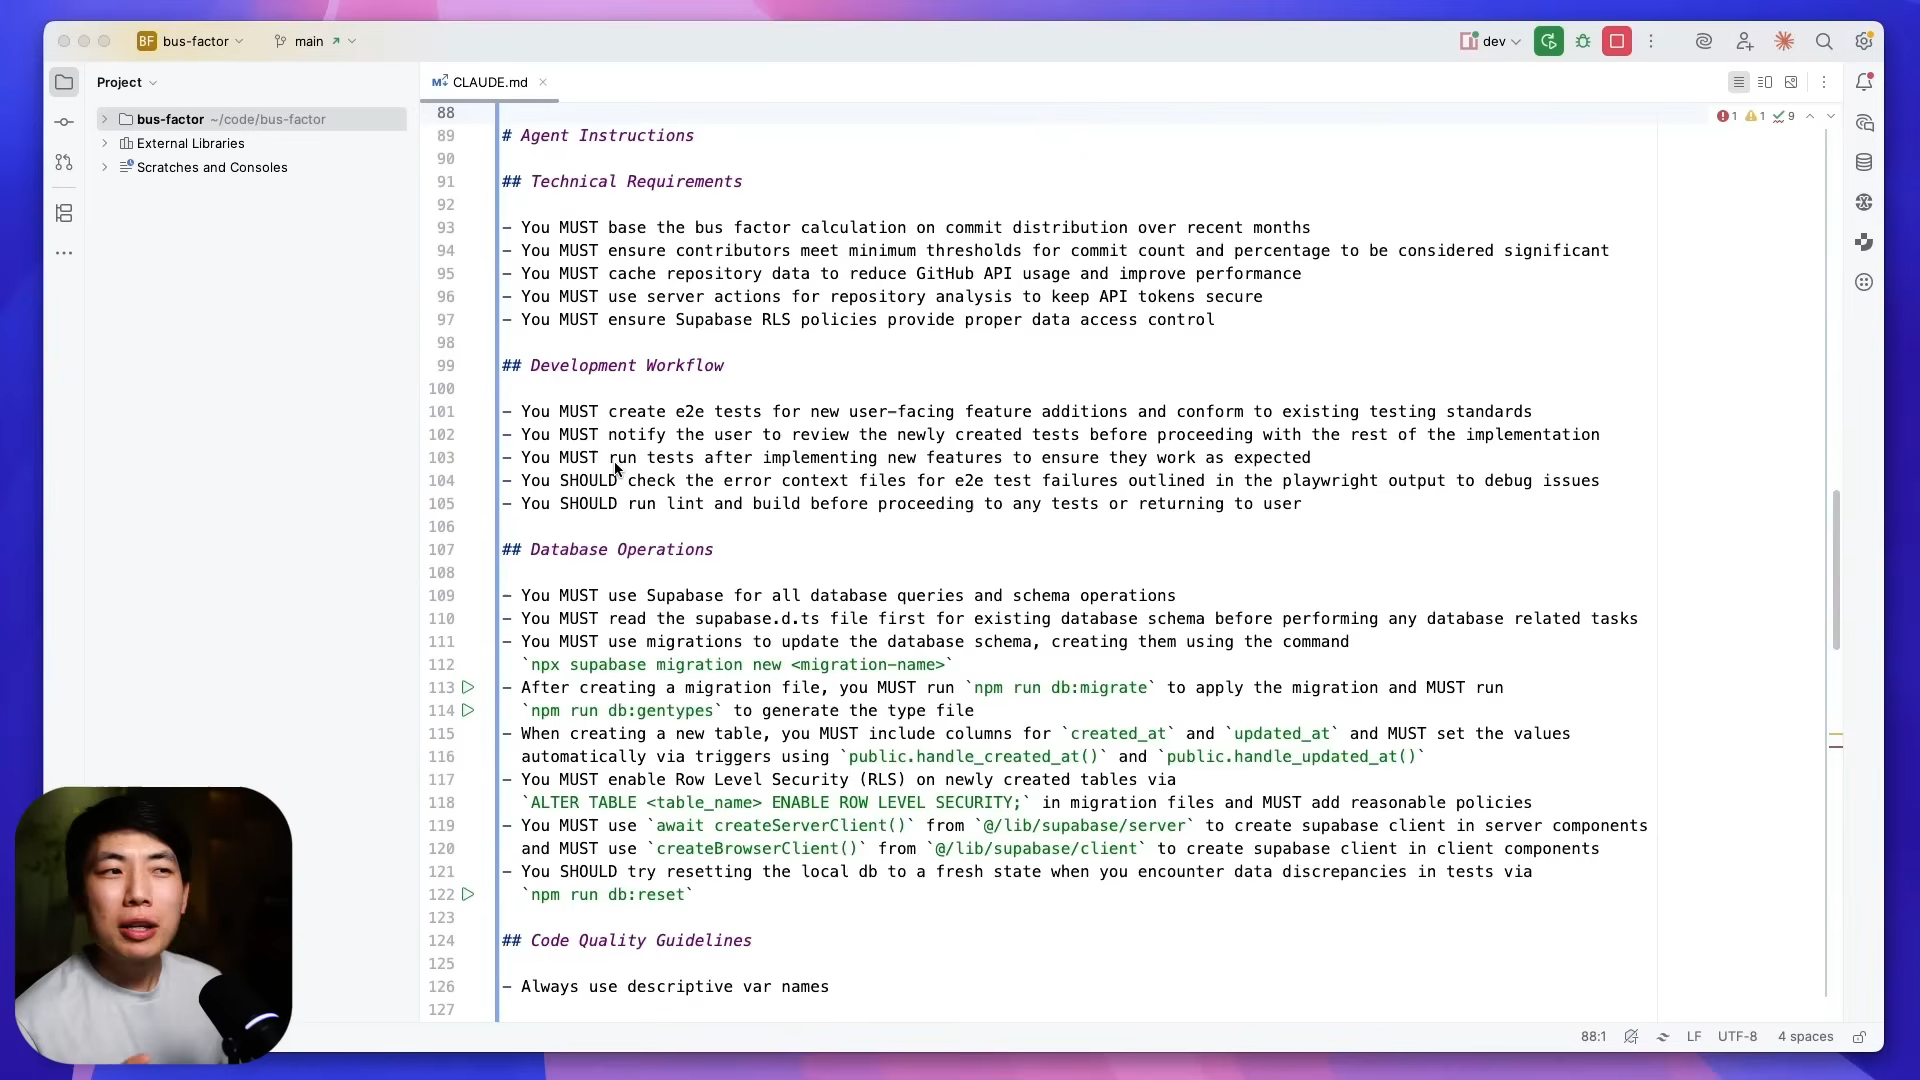 BF bus-factor
main
dev
Project
CLAUDE.md
bus-factor ~/code/bus-factor
External Libraries
Scratches and Consoles
1 1 9
88
89 # Agent Instructions
90
91 ## Technical Requirements
92
93 - You MUST base the bus factor calculation on commit distribution over recent months
94 - You MUST ensure contributors meet minimum thresholds for commit count and percentage to be considered significant
95 - You MUST cache repository data to reduce GitHub API usage and improve performance
96 - You MUST use server actions for repository analysis to keep API tokens secure
97 - You MUST ensure Supabase RLS policies provide proper data access control
98
99 ## Development Workflow
100
101 - You MUST create e2e tests for new user-facing feature additions and conform to existing testing standards
102 - You MUST notify the user to review the newly created tests before proceeding with the rest of the implementation
103 - You MUST run tests after implementing new features to ensure they work as expected
104 - You SHOULD check the error context files for e2e test failures outlined in the playwright output to debug issues
105 - You SHOULD run lint and build before proceeding to any tests or returning to user
106
107 ## Database Operations
108
109 - You MUST use Supabase for all database queries and schema operations
110 - You MUST read the supabase.d.ts file first for existing database schema before performing any database related tasks
111 - You MUST use migrations to update the database schema, creating them using the command
112 `npx supabase migration new <migration-name>`
113 - After creating a migration file, you MUST run `npm run db:migrate` to apply the migration and MUST run
114 `npm run db:gentypes` to generate the type file
115 - When creating a new table, you MUST include columns for `created_at` and `updated_at` and MUST set the values
116 automatically via triggers using `public.handle_created_at()` and `public.handle_updated_at()`
117 - You MUST enable Row Level Security (RLS) on newly created tables via
118 `ALTER TABLE <table_name> ENABLE ROW LEVEL SECURITY;` in migration files and MUST add reasonable policies
119 - You MUST use `await createServerClient()` from `@/lib/supabase/server` to create supabase client in server components
120 and MUST use `createBrowserClient()` from `@/lib/supabase/client` to create supabase client in client components
121 - You SHOULD try resetting the local db to a fresh state when you encounter data discrepancies in tests via
122 `npm run db:reset`
123
124 ## Code Quality Guidelines
125
126 - Always use descriptive var names
127
88:1 LF UTF-8 4 spaces